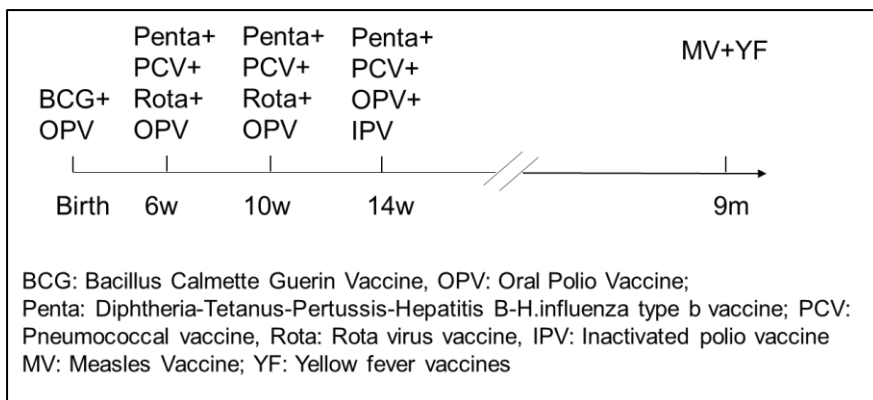 Penta+ Penta+ Penta+
PCV+ PCV+ PCV+ MV+YF
BCG+ Rota+ Rota+ OPV+
OPV OPV OPV IPV
Birth 6w 10w 14w 9m
BCG: Bacillus Calmette Guerin Vaccine, OPV: Oral Polio Vaccine;
Penta: Diphtheria-Tetanus-Pertussis-Hepatitis B-H.influenza type b vaccine; PCV:
Pneumococcal vaccine, Rota: Rota virus vaccine, IPV: Inactivated polio vaccine
MV: Measles Vaccine; YF: Yellow fever vaccines